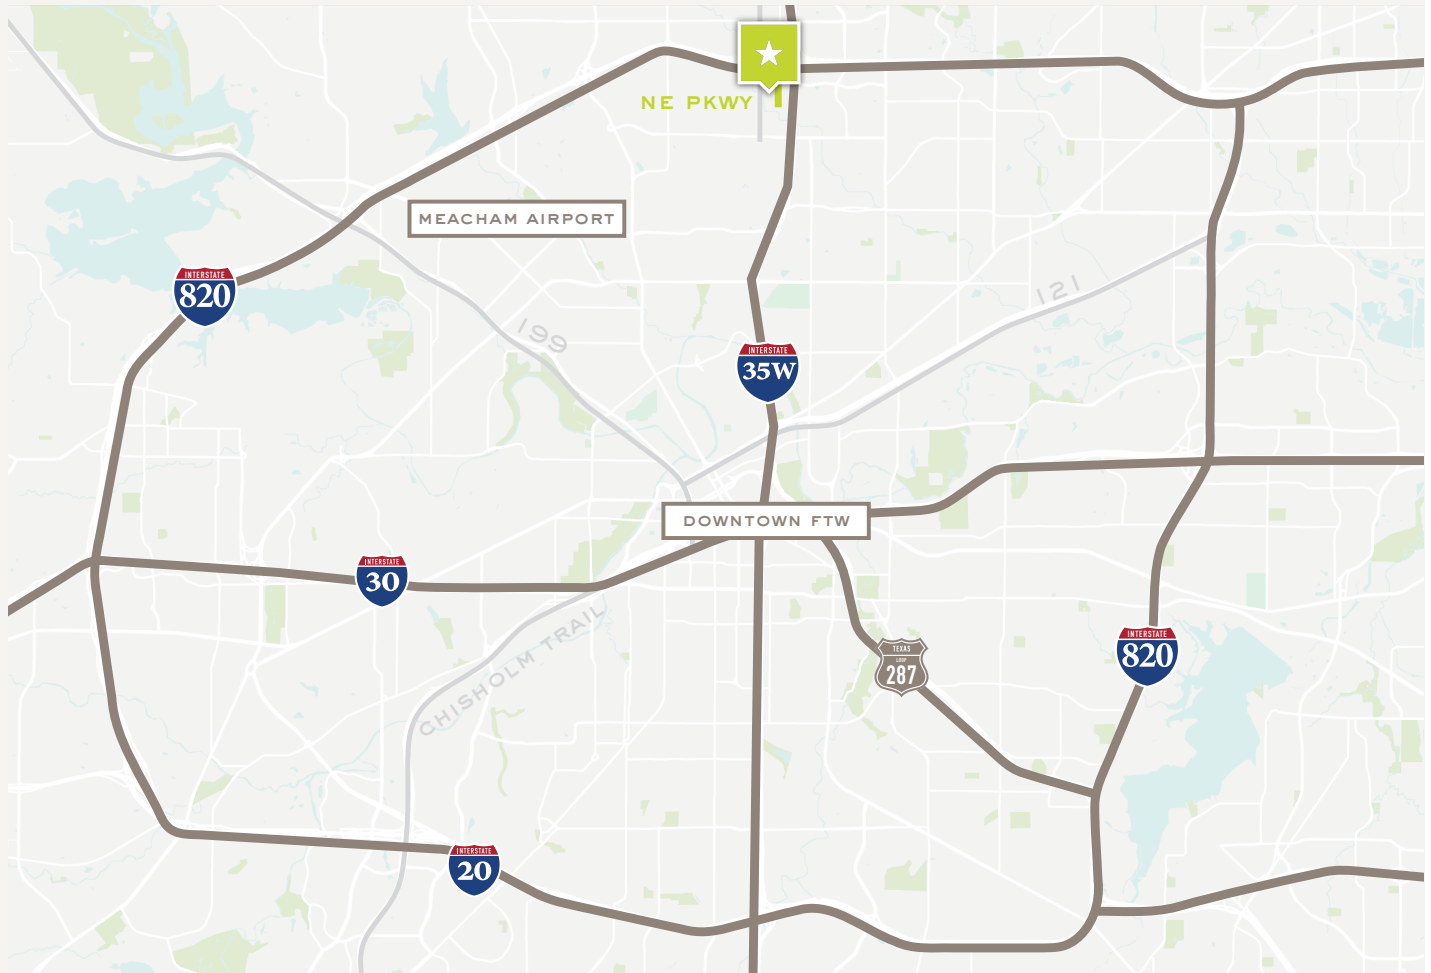 NE PKWY
MEACHAM AIRPORT
INTERSTATE
820
121
199
INTERSTATE
35W
DOWNTOWN FTW
INTERSTATE
30
CHISHOLM TRAIL
TEXAS
LOOP
287
INTERSTATE
820
INTERSTATE
20